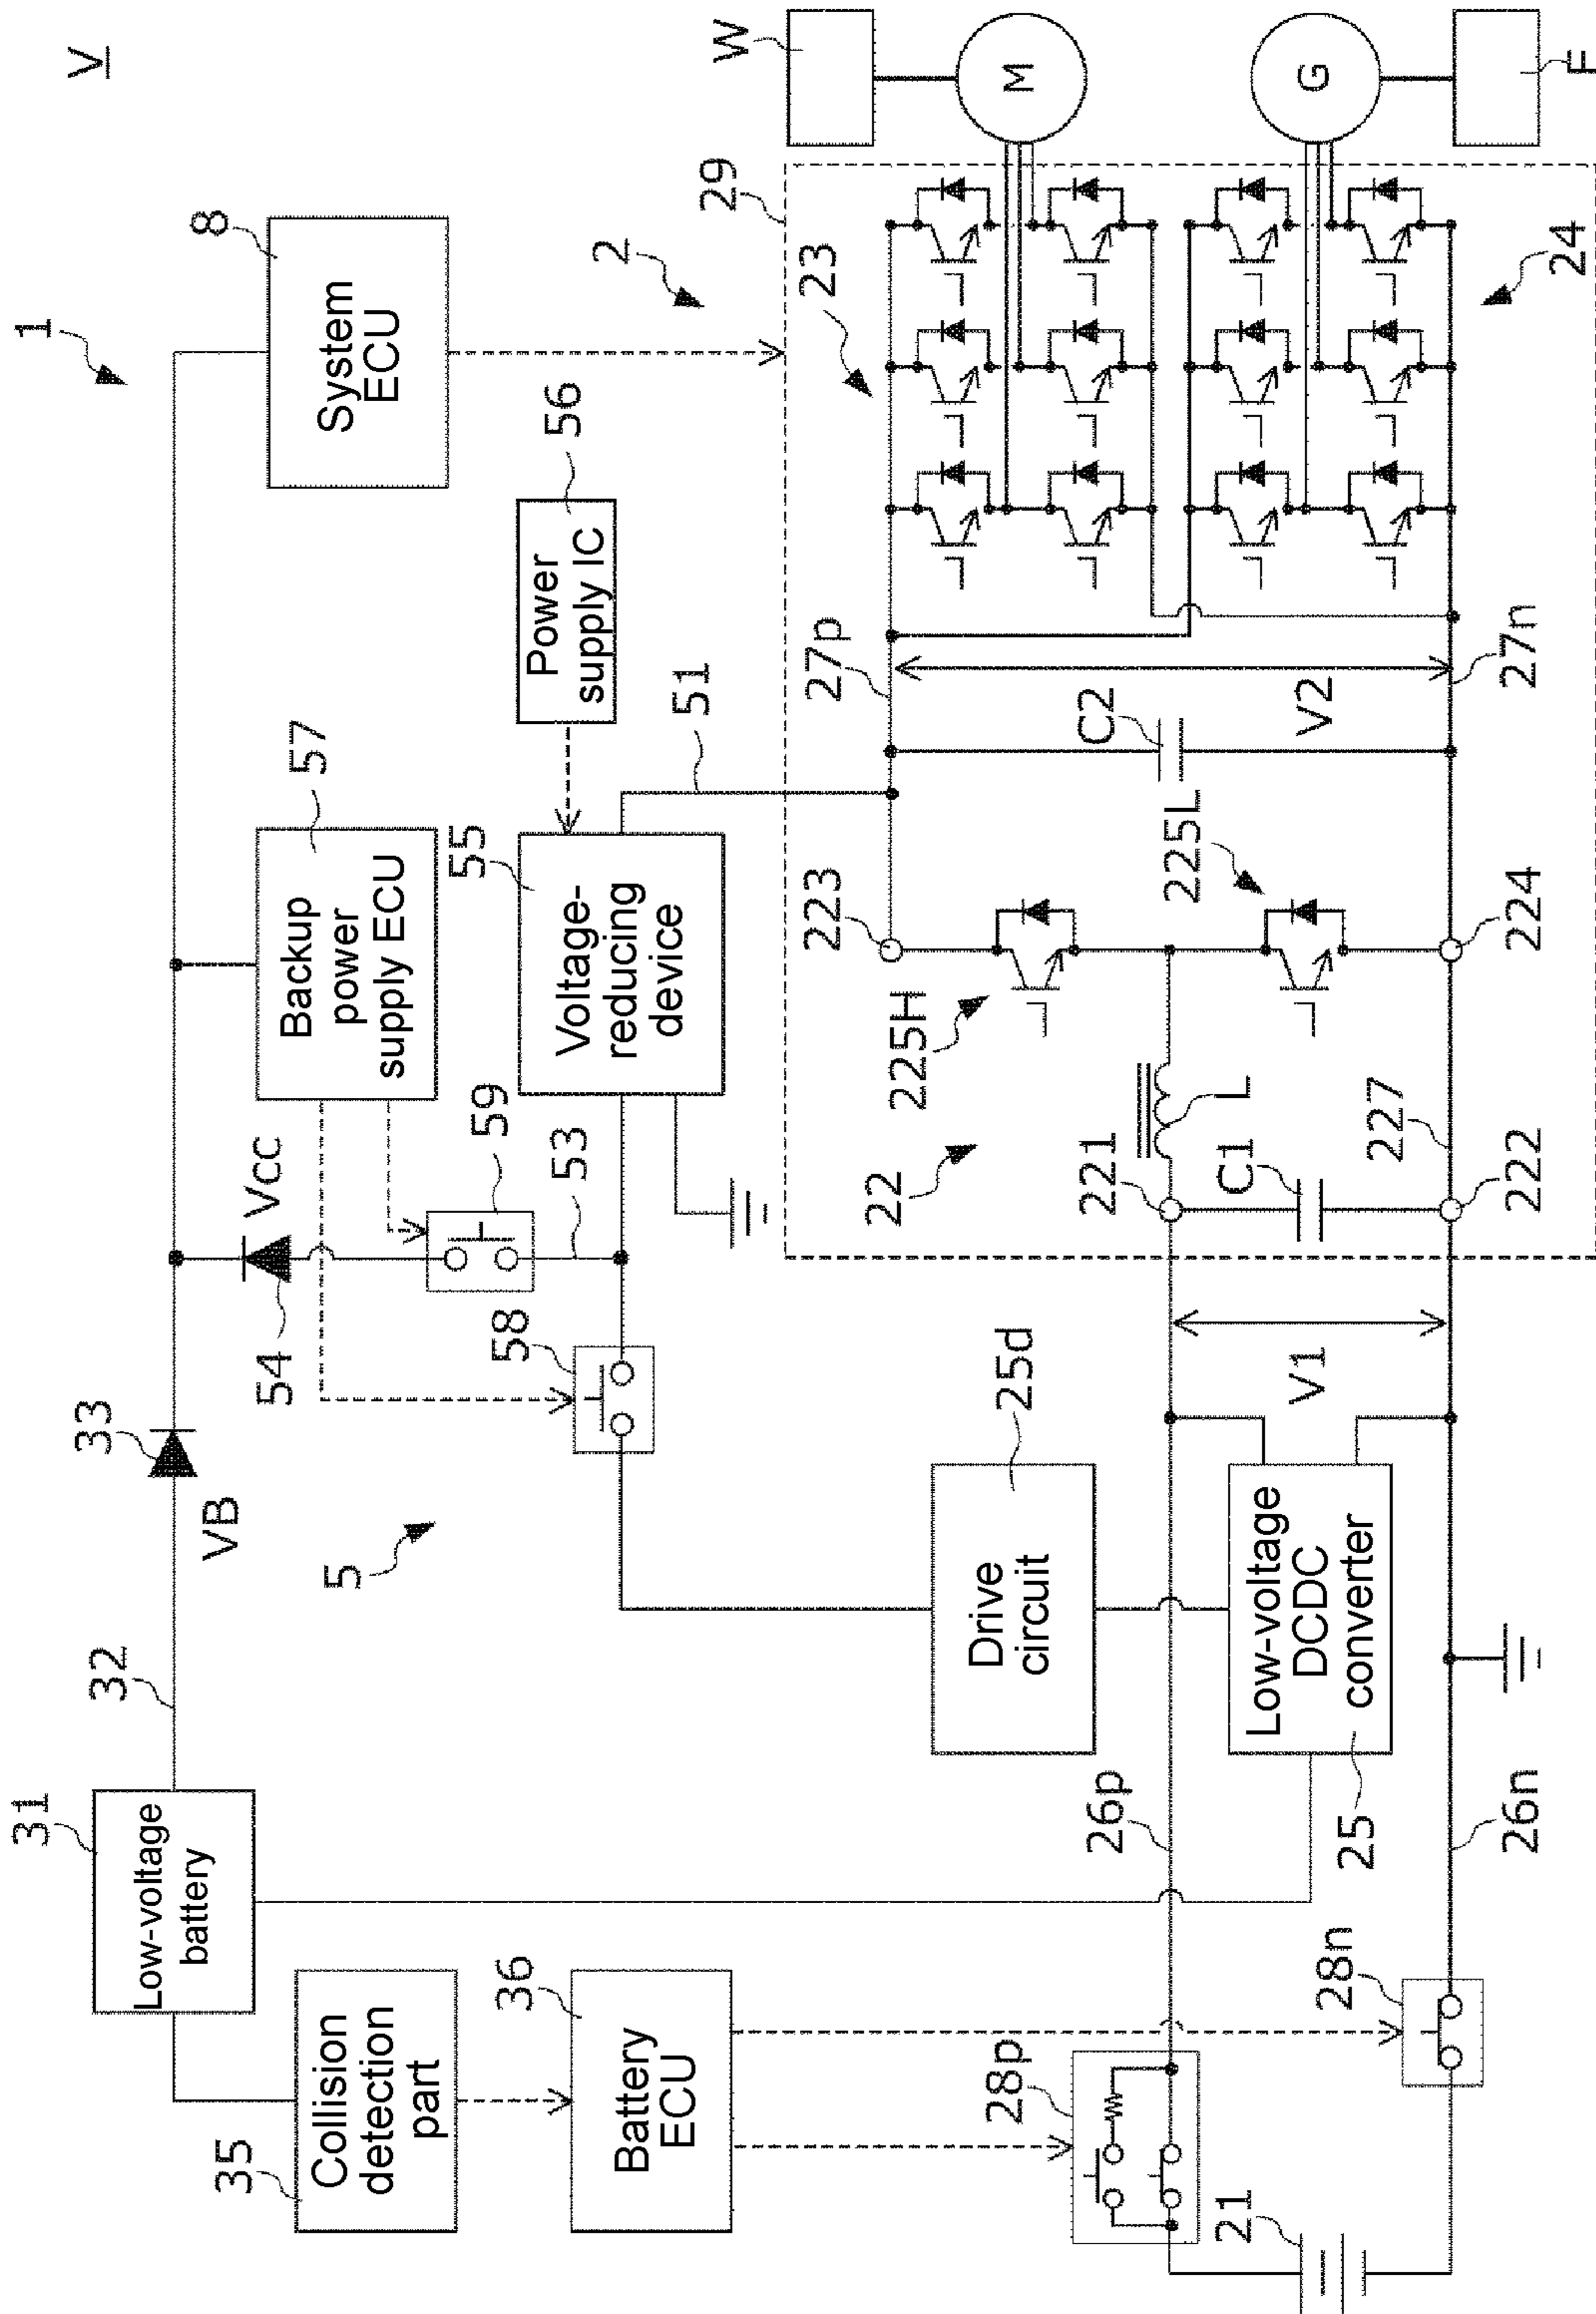 V
1
31
32
33
VB
Low-voltage
battery
8
System
ECU
57
Backup
power
supply ECU
Vcc
54
35
Collision
detection
part
5
36
Battery
ECU
58
59
53
55
Voltage-
reducing
device
56
Power
supply IC
51
2
29
W
M
23
27p
223
225H
22
221
L
C1
25d
Drive
circuit
28p
26p
21
V1
Low-voltage
DCDC
converter
25
28n
26n
222
227
224
225L
C2
V2
27n
24
G